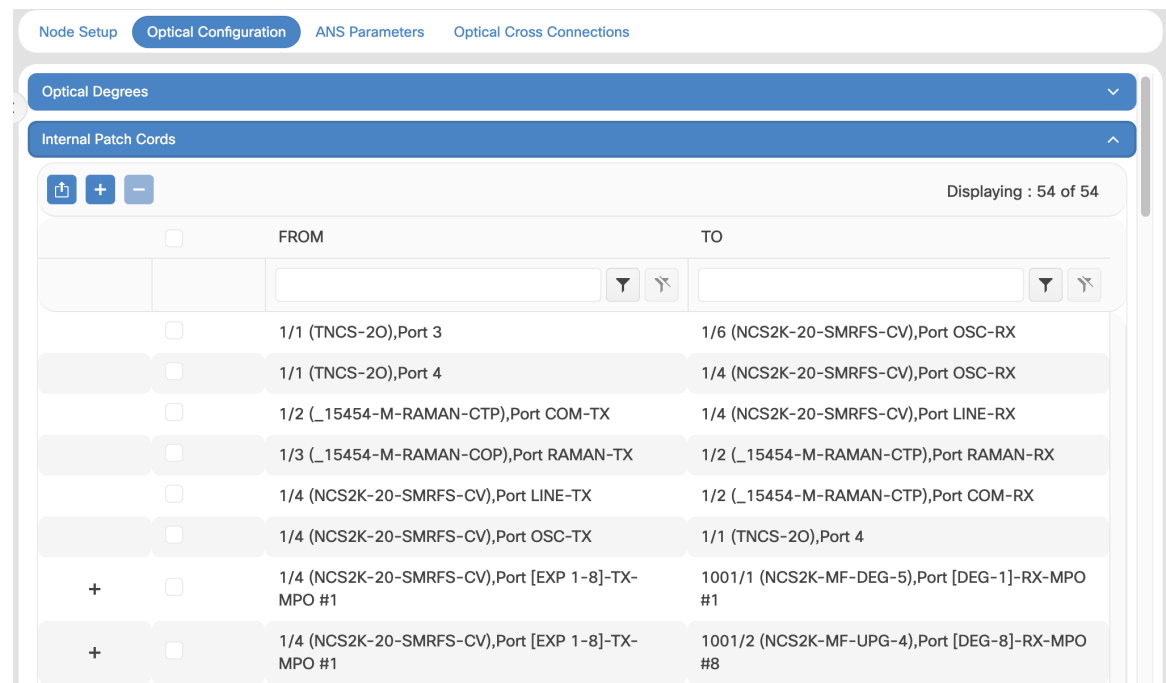 Node Setup Optical Configuration ANS Parameters Optical Cross Connections
Optical Degrees
Internal Patch Cords
Displaying : 54 of 54
FROM TO
1/1 (TNCS-2O),Port 3 1/6 (NCS2K-20-SMRFS-CV),Port OSC-RX
1/1 (TNCS-2O),Port 4 1/4 (NCS2K-20-SMRFS-CV),Port OSC-RX
1/2 (_15454-M-RAMAN-CTP),Port COM-TX 1/4 (NCS2K-20-SMRFS-CV),Port LINE-RX
1/3 (_15454-M-RAMAN-COP),Port RAMAN-TX 1/2 (_15454-M-RAMAN-CTP),Port RAMAN-RX
1/4 (NCS2K-20-SMRFS-CV),Port LINE-TX 1/2 (_15454-M-RAMAN-CTP),Port COM-RX
1/4 (NCS2K-20-SMRFS-CV),Port OSC-TX 1/1 (TNCS-2O),Port 4
1/4 (NCS2K-20-SMRFS-CV),Port [EXP 1-8]-TX- 1001/1 (NCS2K-MF-DEG-5),Port [DEG-1]-RX-MPO
MPO #1 #1
1/4 (NCS2K-20-SMRFS-CV),Port [EXP 1-8]-TX- 1001/2 (NCS2K-MF-UPG-4),Port [DEG-8]-RX-MPO
MPO #1 #8